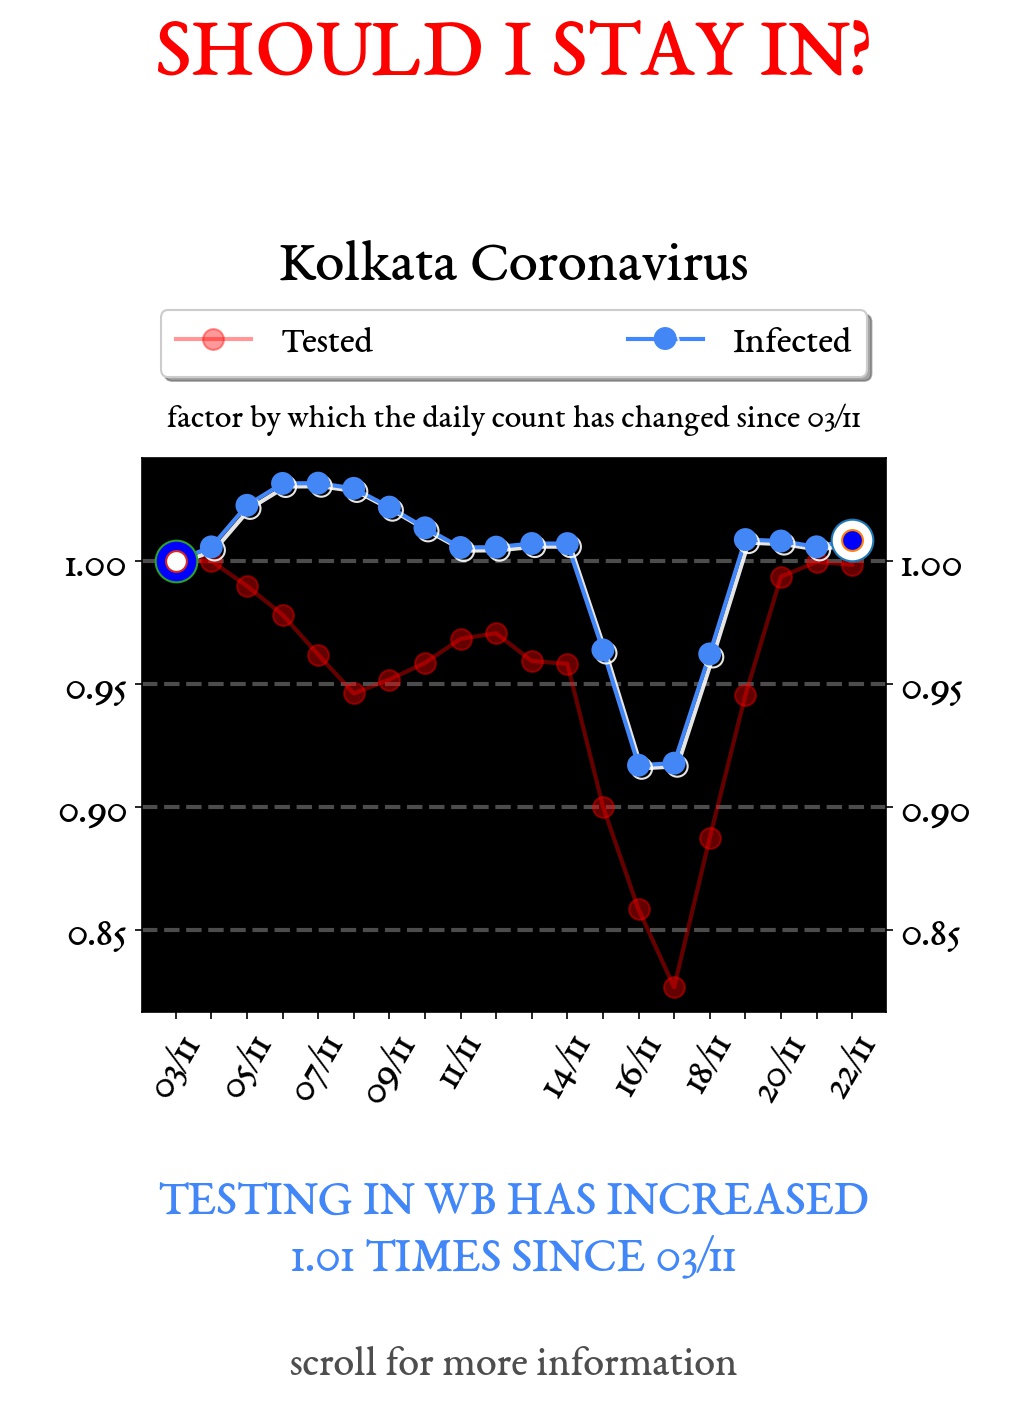 SHOULD I STAY IN?
Kolkata Coronavirus
Tested Infected
factor by which the daily count has changed since 03/11
1.00 1.00
0.95 0.95
0.90 0.90
0.85 0.85
03/11 05/11 07/11 09/11 11/11 14/11 16/11 18/11 20/11 22/11
TESTING IN WB HAS INCREASED
1.01 TIMES SINCE 03/11
scroll for more information